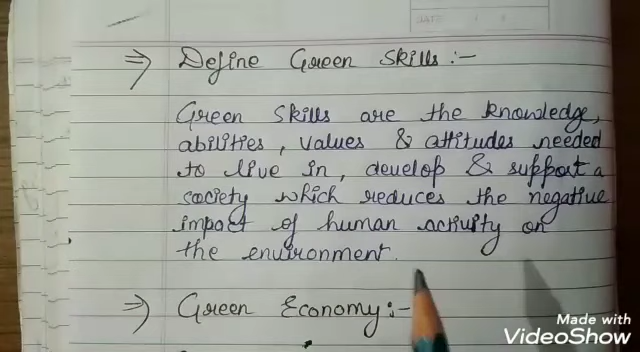 DATE
⇒ Define Green Skills :-
Green Skills are the knowledge,
abilities, values & attitudes needed
to live in, develop & support a
society which reduces the negative
impact of human activity on
the environment.
⇒ Green Economy :-
Made with
VideoShow